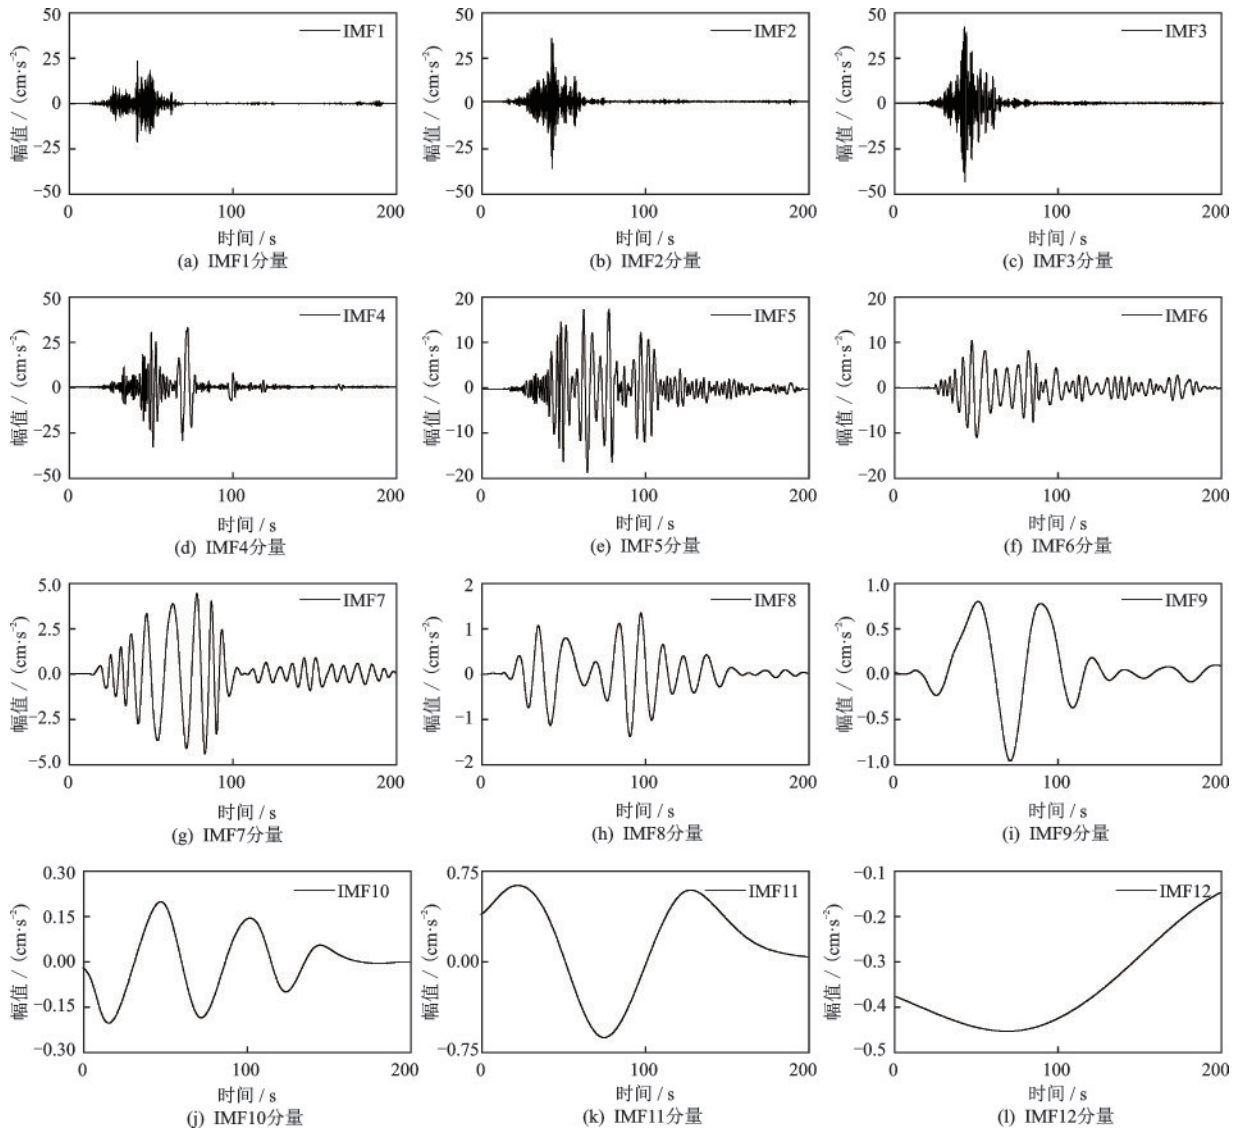 50
25
0
−25
−50
幅值 / (cm·s⁻²)
IMF1
0
100
200
时间 / s
(a) IMF1分量
50
25
0
−25
−50
幅值 / (cm·s⁻²)
IMF2
0
100
200
时间 / s
(b) IMF2分量
50
25
0
−25
−50
幅值 / (cm·s⁻²)
IMF3
0
100
200
时间 / s
(c) IMF3分量
50
25
0
−25
−50
幅值 / (cm·s⁻²)
IMF4
0
100
200
时间 / s
(d) IMF4分量
20
10
0
−10
−20
幅值 / (cm·s⁻²)
IMF5
0
100
200
时间 / s
(e) IMF5分量
20
10
0
−10
−20
幅值 / (cm·s⁻²)
IMF6
0
100
200
时间 / s
(f) IMF6分量
5.0
2.5
0.0
−2.5
−5.0
幅值 / (cm·s⁻²)
IMF7
0
100
200
时间 / s
(g) IMF7分量
2
1
0
−1
−2
幅值 / (cm·s⁻²)
IMF8
0
100
200
时间 / s
(h) IMF8分量
1.0
0.5
0.0
−0.5
−1.0
幅值 / (cm·s⁻²)
IMF9
0
100
200
时间 / s
(i) IMF9分量
0.30
0.15
0.00
−0.15
−0.30
幅值 / (cm·s⁻²)
IMF10
0
100
200
时间 / s
(j) IMF10分量
0.75
0.00
−0.75
幅值 / (cm·s⁻²)
IMF11
0
100
200
时间 / s
(k) IMF11分量
−0.1
−0.2
−0.3
−0.4
−0.5
幅值 / (cm·s⁻²)
IMF12
0
100
200
时间 / s
(l) IMF12分量